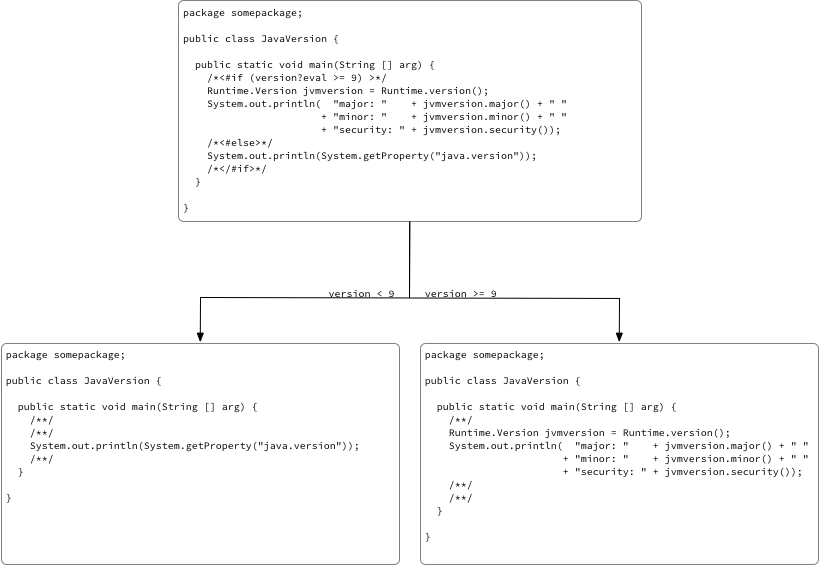 package somepackage;

public class JavaVersion {

  public static void main(String [] arg) {
    /*<#if (version?eval >= 9) >*/
    Runtime.Version jvmversion = Runtime.version();
    System.out.println(  "major: "    + jvmversion.major() + " "
                       + "minor: "    + jvmversion.minor() + " "
                       + "security: " + jvmversion.security());
    /*<#else>*/
    System.out.println(System.getProperty("java.version"));
    /*</#if>*/
  }

}
version < 9
version >= 9
package somepackage;

public class JavaVersion {

  public static void main(String [] arg) {
    /**/
    /**/
    System.out.println(System.getProperty("java.version"));
    /**/
  }

}
package somepackage;

public class JavaVersion {

  public static void main(String [] arg) {
    /**/
    Runtime.Version jvmversion = Runtime.version();
    System.out.println(  "major: "    + jvmversion.major() + " "
                       + "minor: "    + jvmversion.minor() + " "
                       + "security: " + jvmversion.security());
    /**/
    /**/
  }

}